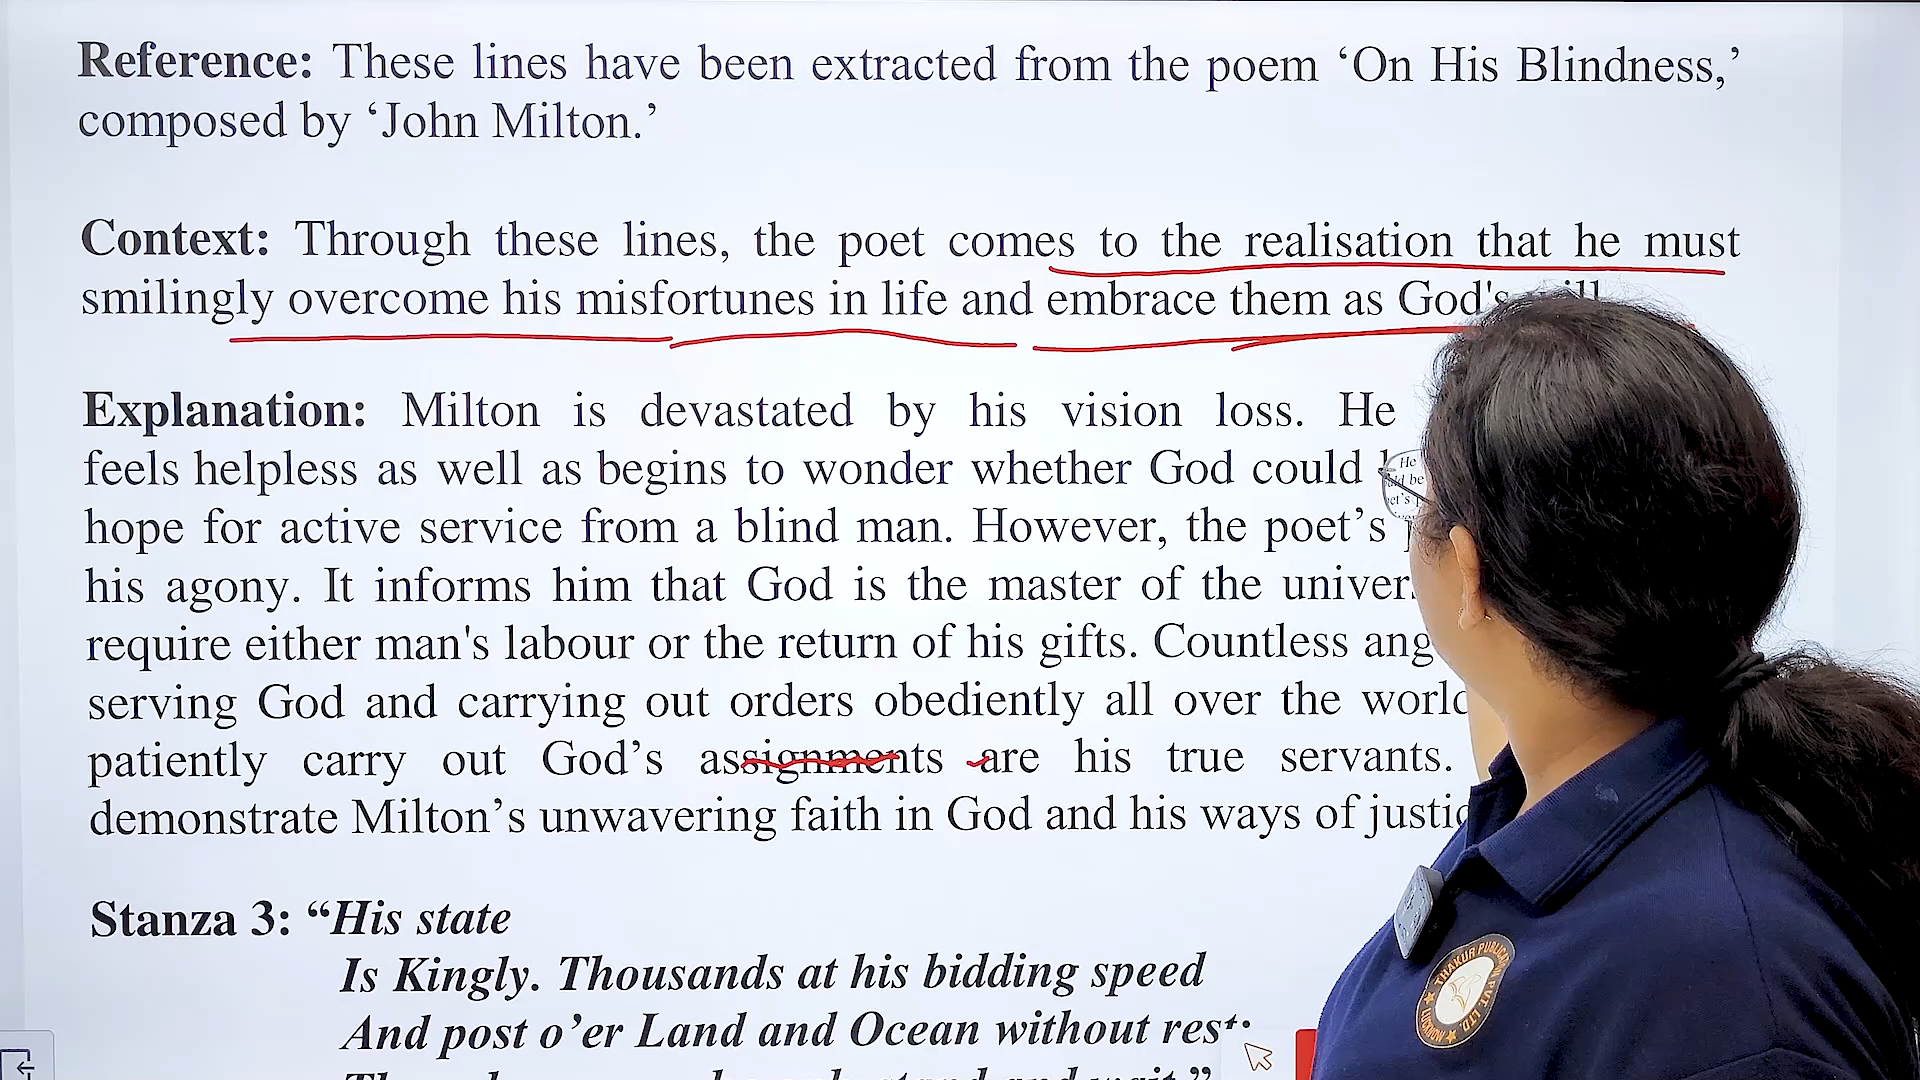 Reference: These lines have been extracted from the poem ‘On His Blindness,’
composed by ‘John Milton.’
Context: Through these lines, the poet comes to the realisation that he must
smilingly overcome his misfortunes in life and embrace them as God's will
Explanation: Milton is devastated by his vision loss. He
feels helpless as well as begins to wonder whether God could
hope for active service from a blind man. However, the poet’s
his agony. It informs him that God is the master of the
require either man's labour or the return of his gifts. Countless
serving God and carrying out orders obediently all over the world
patiently carry out God’s assignments are his true servants.
demonstrate Milton’s unwavering faith in God and his ways of
Stanza 3: “His state
Is Kingly. Thousands at his bidding speed
And post o’er Land and Ocean without rest:
THAKUR PUBLICATION PVT. LTD.
LUCKNOW